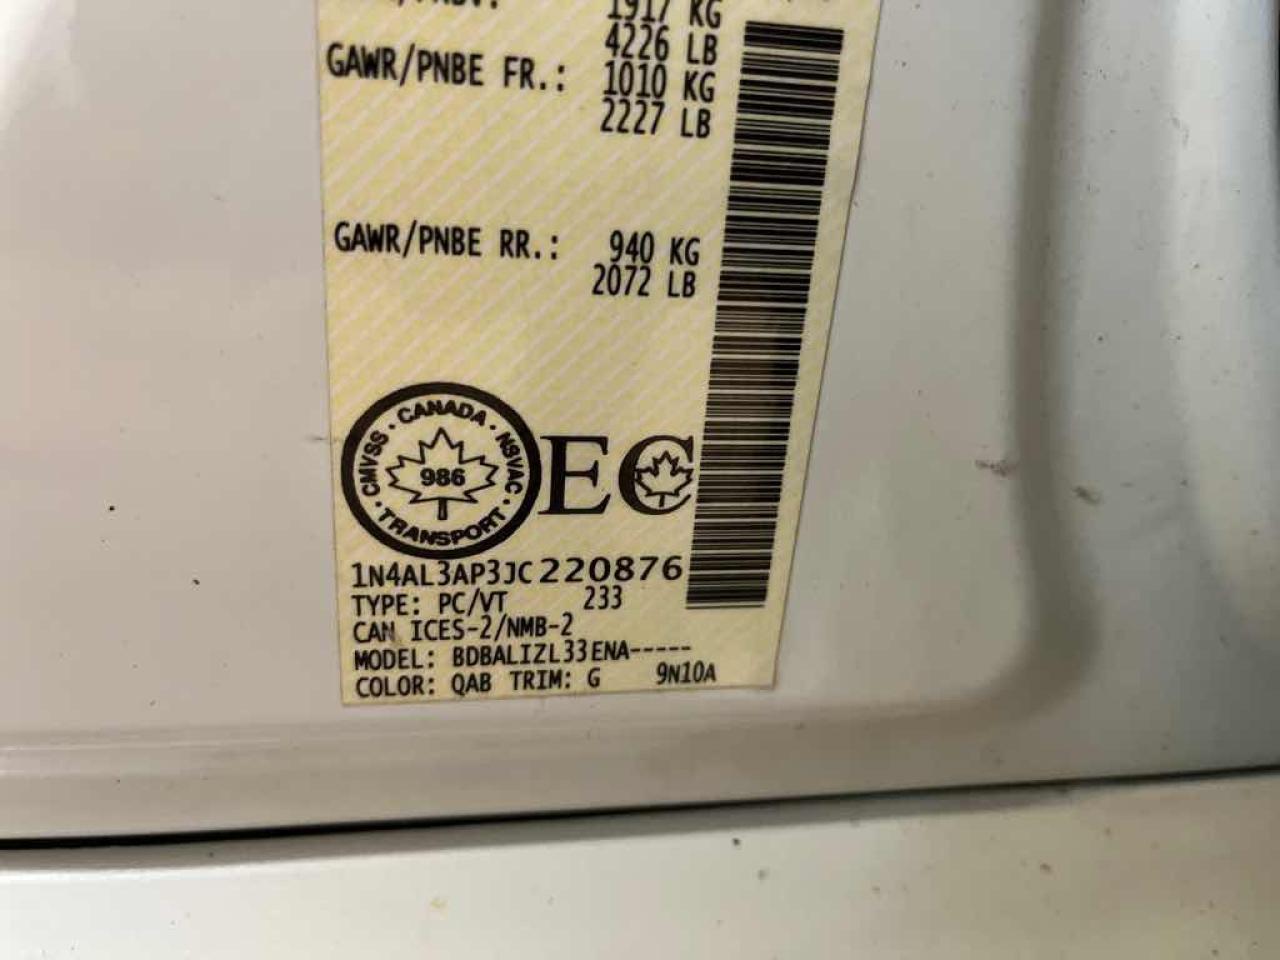 1917 KG
4226 LB
GAWR/PNBE FR.: 1010 KG
2227 LB
GAWR/PNBE RR.: 940 KG
2072 LB
CMVSS · CANADA · NSVAC · TRANSPORT ·
986
EC
1N4AL3AP3JC220876
TYPE: PC/VT 233
CAN ICES-2/NMB-2
MODEL: BDBALIZL33ENA-----
COLOR: QAB TRIM: G 9N10A